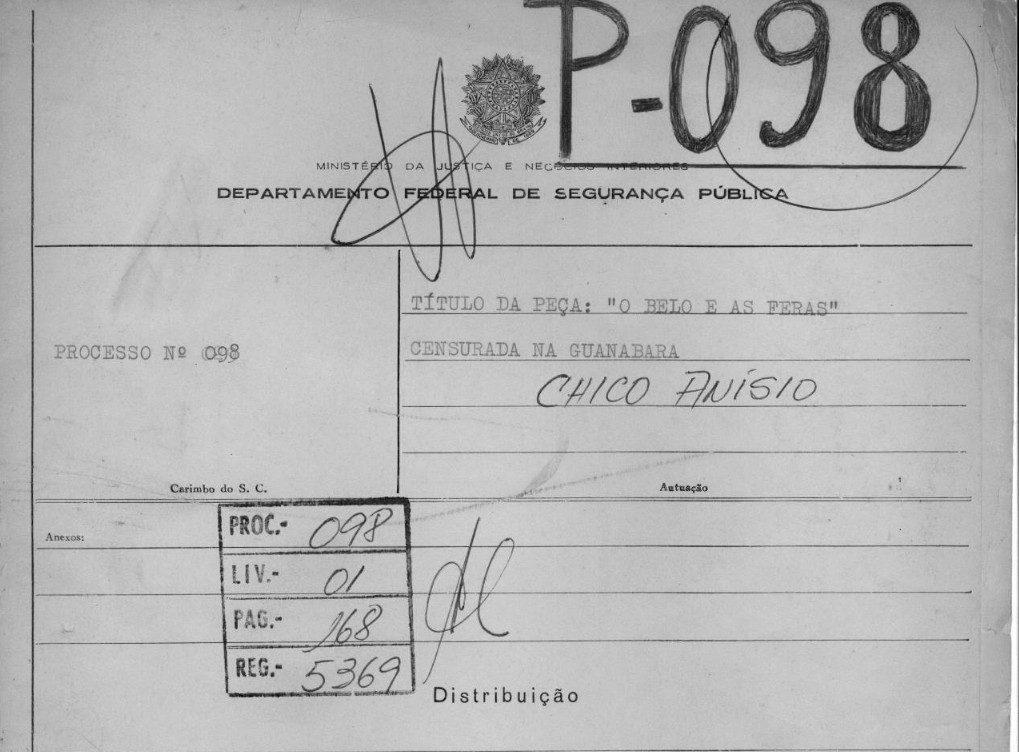 P-098
MINISTÉRIO DA JUSTIÇA E NEGÓCIOS INTERIORES
DEPARTAMENTO FEDERAL DE SEGURANÇA PÚBLICA
PROCESSO Nº 098
TÍTULO DA PEÇA: "O BELO E AS FERAS"
CENSURADA NA GUANABARA
CHICO ANÍSIO
Carimbo do S. C.
Autuação
Anexos:
PROC.- 098
LIV.- 01
PAG.- 168
REG.- 5369
Distribuição